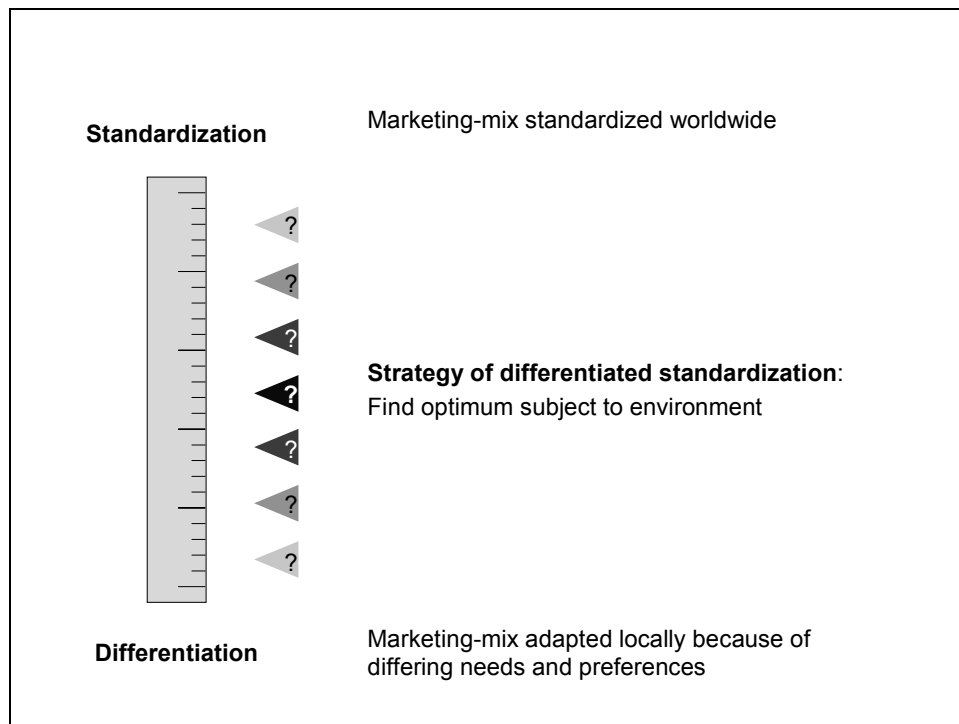 Standardization
Marketing-mix standardized worldwide
?
?
?
?
?
?
?
Strategy of differentiated standardization:
Find optimum subject to environment
Differentiation
Marketing-mix adapted locally because of
differing needs and preferences